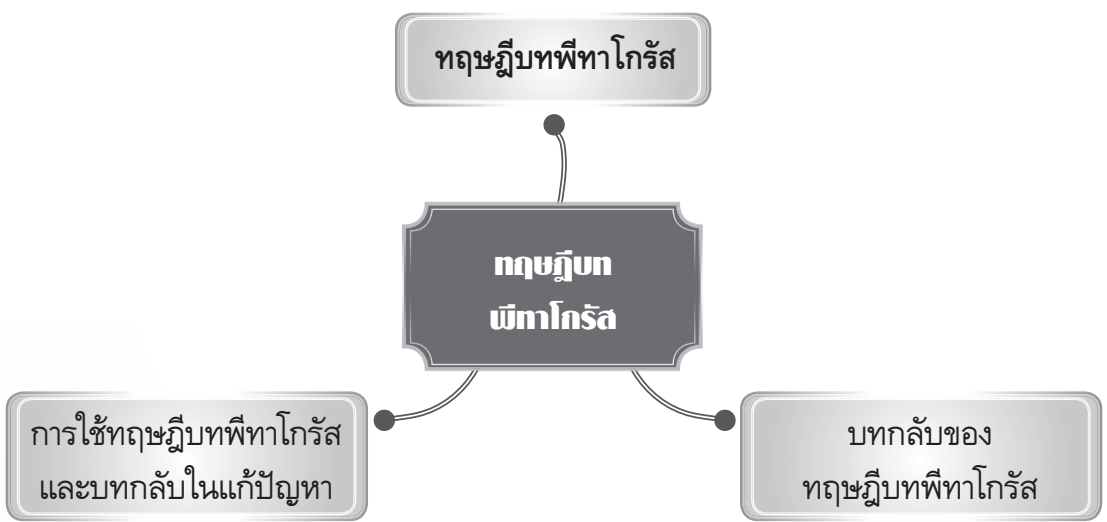 ทฤษฎีบทพีทาโกรัส
ทฤษฎีบท
พีทาโกรัส
การใช้ทฤษฎีบทพีทาโกรัส
และบทกลับในแก้ปัญหา
บทกลับของ
ทฤษฎีบทพีทาโกรัส